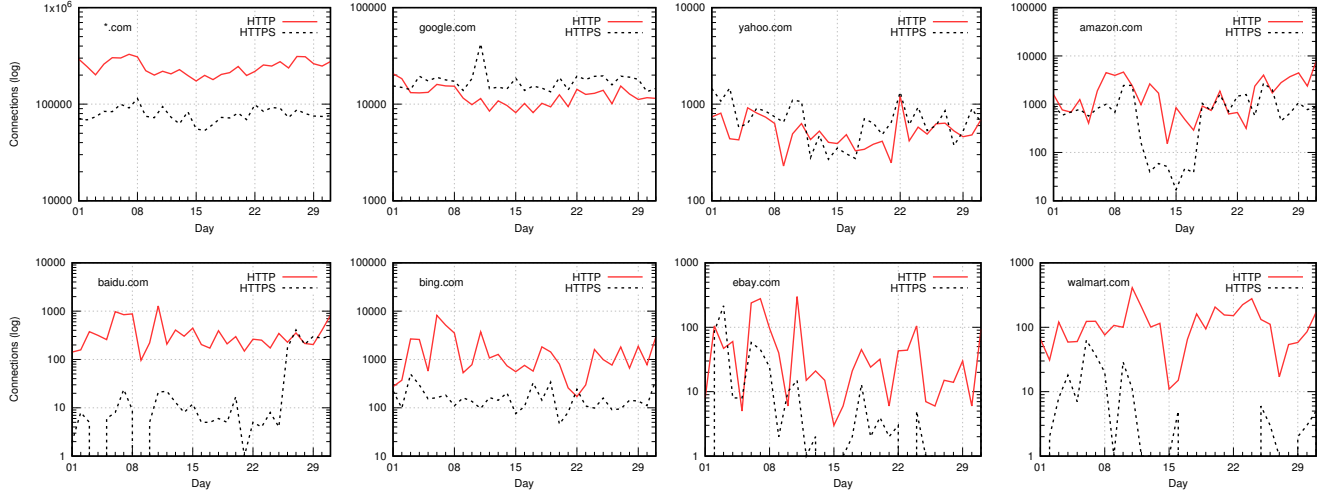 1x10⁶
100000
10000
Connections (log)
*.com
HTTP
HTTPS
01
08
15
22
29
Day
100000
10000
1000
google.com
HTTP
HTTPS
01
08
15
22
29
Day
10000
1000
100
yahoo.com
HTTP
HTTPS
01
08
15
22
29
Day
100000
10000
1000
100
10
amazon.com
HTTP
HTTPS
01
08
15
22
29
Day
10000
1000
100
10
1
Connections (log)
baidu.com
HTTP
HTTPS
01
08
15
22
29
Day
100000
10000
1000
100
10
bing.com
HTTP
HTTPS
01
08
15
22
29
Day
1000
100
10
1
ebay.com
HTTP
HTTPS
01
08
15
22
29
Day
1000
100
10
1
walmart.com
HTTP
HTTPS
01
08
15
22
29
Day